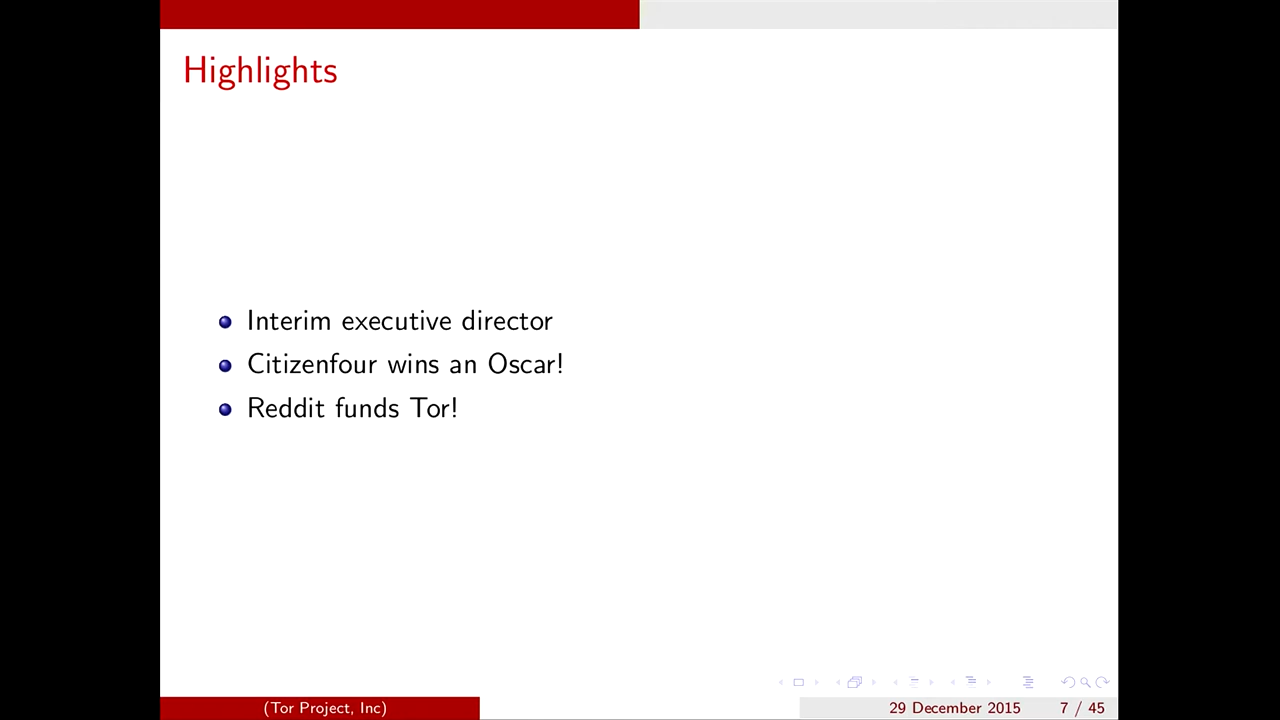 Highlights
Interim executive director
Citizenfour wins an Oscar!
Reddit funds Tor!
(Tor Project, Inc)
29 December 2015
7 / 45